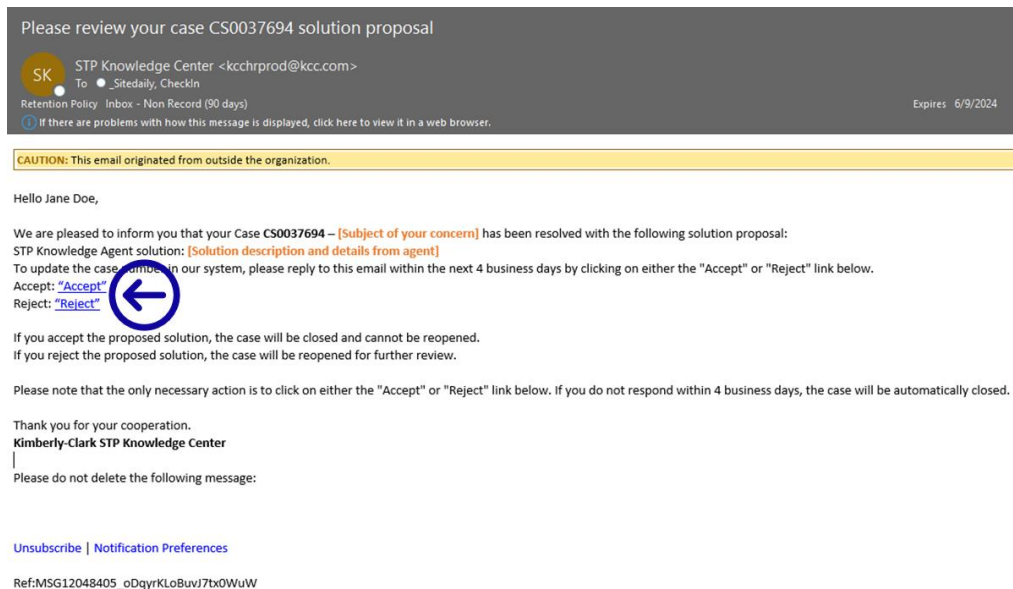 Please review your case CS0037694 solution proposal
SK
STP Knowledge Center <kcchrprod@kcc.com>
To _Sitedaily, CheckIn
Retention Policy Inbox - Non Record (90 days) Expires 6/9/2024
If there are problems with how this message is displayed, click here to view it in a web browser.
CAUTION: This email originated from outside the organization.
Hello Jane Doe,
We are pleased to inform you that your Case CS0037694 – [Subject of your concern] has been resolved with the following solution proposal:
STP Knowledge Agent solution: [Solution description and details from agent]
To update the case number in our system, please reply to this email within the next 4 business days by clicking on either the "Accept" or "Reject" link below.
Accept: “Accept”
Reject: “Reject”
If you accept the proposed solution, the case will be closed and cannot be reopened.
If you reject the proposed solution, the case will be reopened for further review.
Please note that the only necessary action is to click on either the "Accept" or "Reject" link below. If you do not respond within 4 business days, the case will be automatically closed.
Thank you for your cooperation.
Kimberly-Clark STP Knowledge Center
Please do not delete the following message:
Unsubscribe | Notification Preferences
Ref:MSG12048405_oDqyrKLoBuvJ7tx0WuW